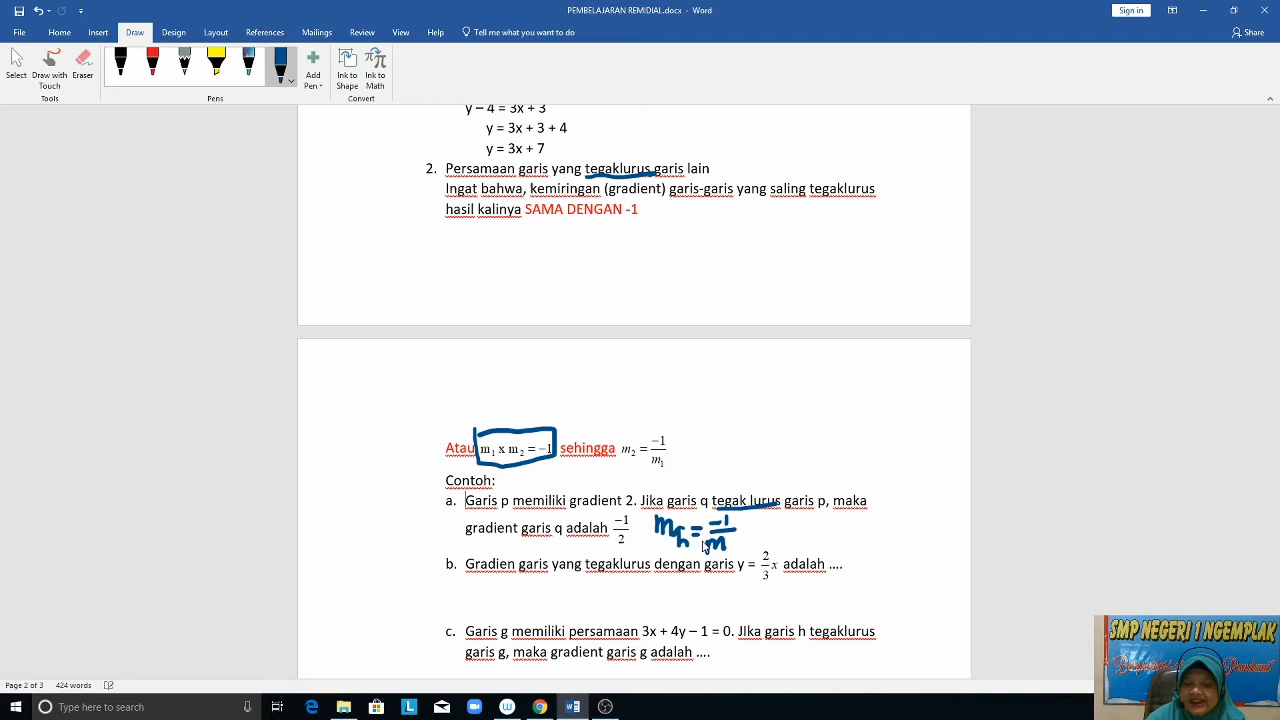 PEMBELAJARAN REMIDIAL.docx - Word
Sign in
File Home Insert Draw Design Layout References Mailings Review View Help Tell me what you want to do Share
Select Draw with Touch Eraser Add Pen Ink to Shape Ink to Math
Tools Pens Convert
y – 4 = 3x + 3
y = 3x + 3 + 4
y = 3x + 7
2. Persamaan garis yang tegaklurus garis lain
Ingat bahwa, kemiringan (gradient) garis-garis yang saling tegaklurus
hasil kalinya SAMA DENGAN -1
Atau m₁ x m₂ = −1 sehingga m₂ = −1/m₁
Contoh:
a. Garis p memiliki gradient 2. Jika garis q tegak lurus garis p, maka
gradient garis q adalah −1/2
b. Gradien garis yang tegaklurus dengan garis y = 2/3 x adalah ....
c. Garis g memiliki persamaan 3x + 4y – 1 = 0. JIka garis h tegaklurus
garis g, maka gradient garis g adalah ....
SMP NEGERI 1 NGEMPLAK
Page 2 of 3 424 words
Type here to search